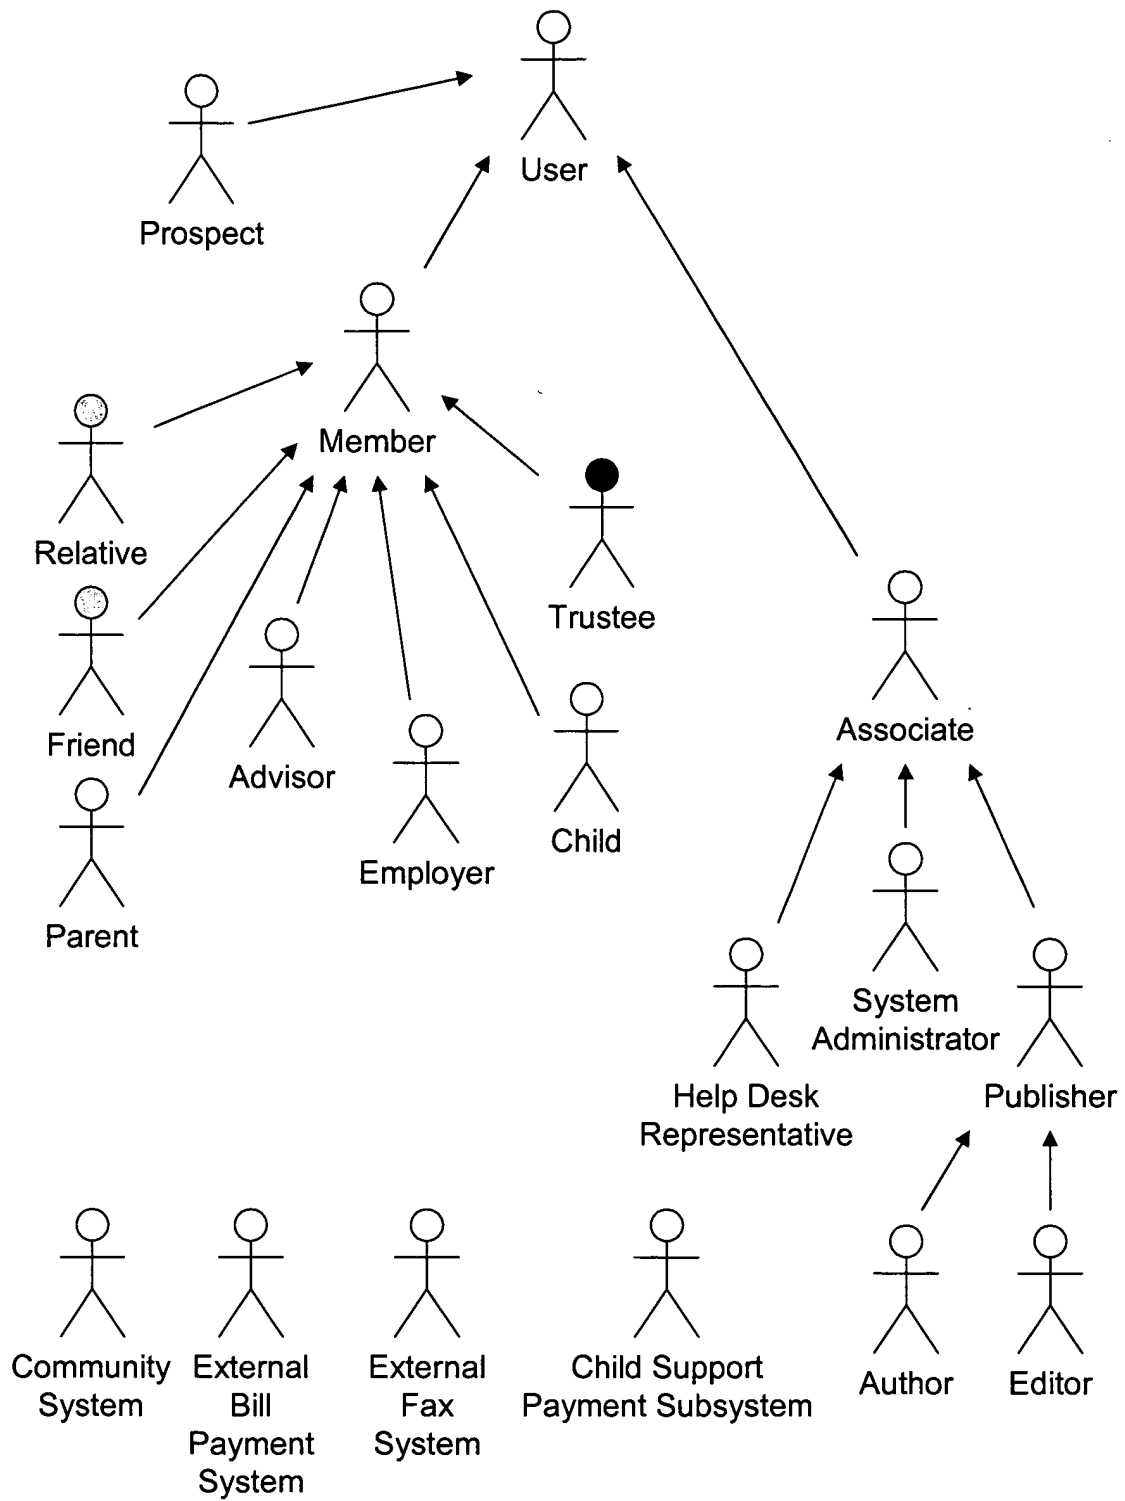 User
Prospect
Member
Relative
Trustee
Friend
Advisor
Associate
Child
Employer
Parent
System
Administrator
Help Desk
Representative
Publisher
Community
System
External
Bill
Payment
System
External
Fax
System
Child Support
Payment Subsystem
Author
Editor